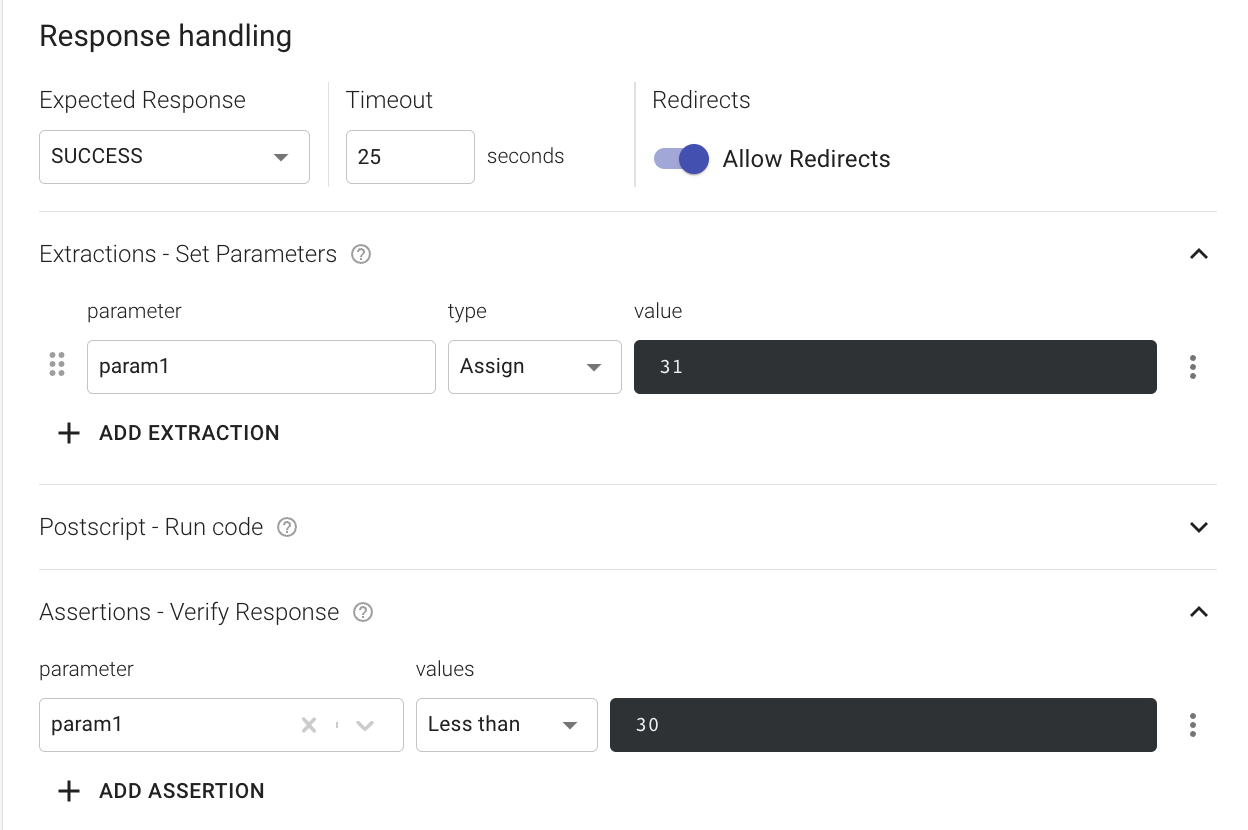 Response handling
Expected Response
Timeout
Redirects
SUCCESS
25
seconds
Allow Redirects
Extractions - Set Parameters ?
parameter
type
value
param1
Assign
31
+ ADD EXTRACTION
Postscript - Run code ?
Assertions - Verify Response ?
parameter
values
param1
Less than
30
+ ADD ASSERTION